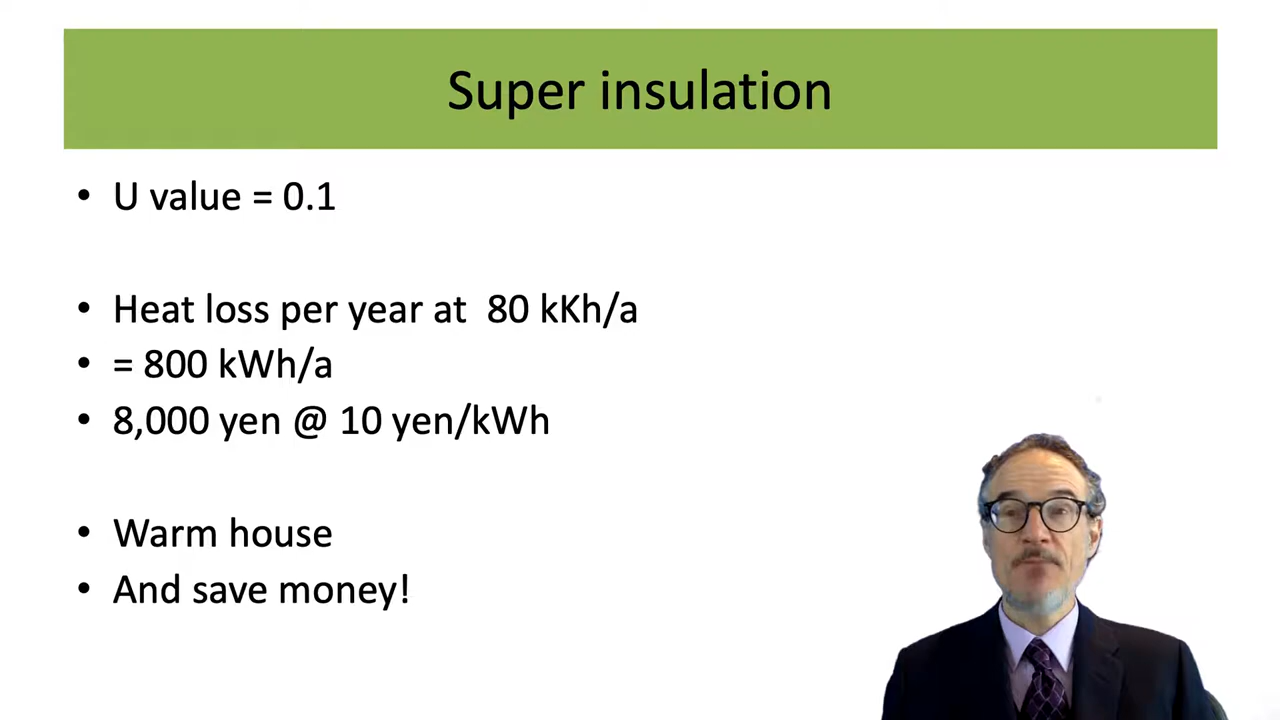 Super insulation
• U value = 0.1
• Heat loss per year at 80 kKh/a
• = 800 kWh/a
• 8,000 yen @ 10 yen/kWh
• Warm house
• And save money!